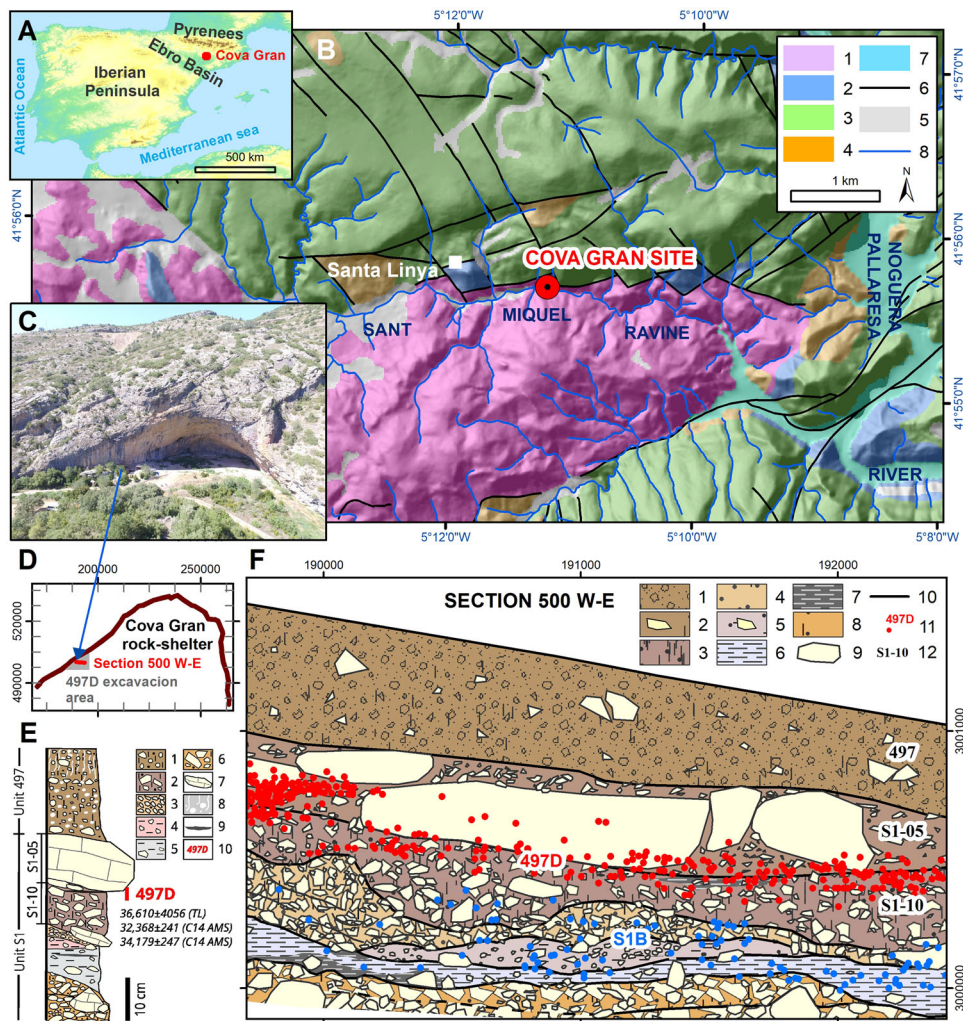 A
Pyrenees
Cova Gran
Ebro Basin
Iberian
Peninsula
Atlantic Ocean
Mediterranean sea
500 km
B
5°12'0"W
5°10'0"W
41°57'0"N
1
7
2
6
3
5
4
8
1 km
N
41°56'0"N
41°56'0"N
Santa Linya
COVA GRAN SITE
NOGUERA
PALLARESA
SANT
MIQUEL
RAVINE
41°55'0"N
RIVER
5°12'0"W
5°10'0"W
5°8'0"W
C
D
200000
250000
520000
490000
Cova Gran
rock-shelter
Section 500 W-E
497D excavacion
area
E
Unit 497
S1-05
S1-10
Unit S1
1
6
2
7
3
8
4
9
5
497D
10
497D
36,610±4056 (TL)
32,368±241 (C14 AMS)
34,179±247 (C14 AMS)
10 cm
F
190000
191000
192000
SECTION 500 W-E
1
4
7
10
2
5
8
497D
11
3
6
9
S1-10
12
3001000
3000000
497
S1-05
497D
S1-10
S1B